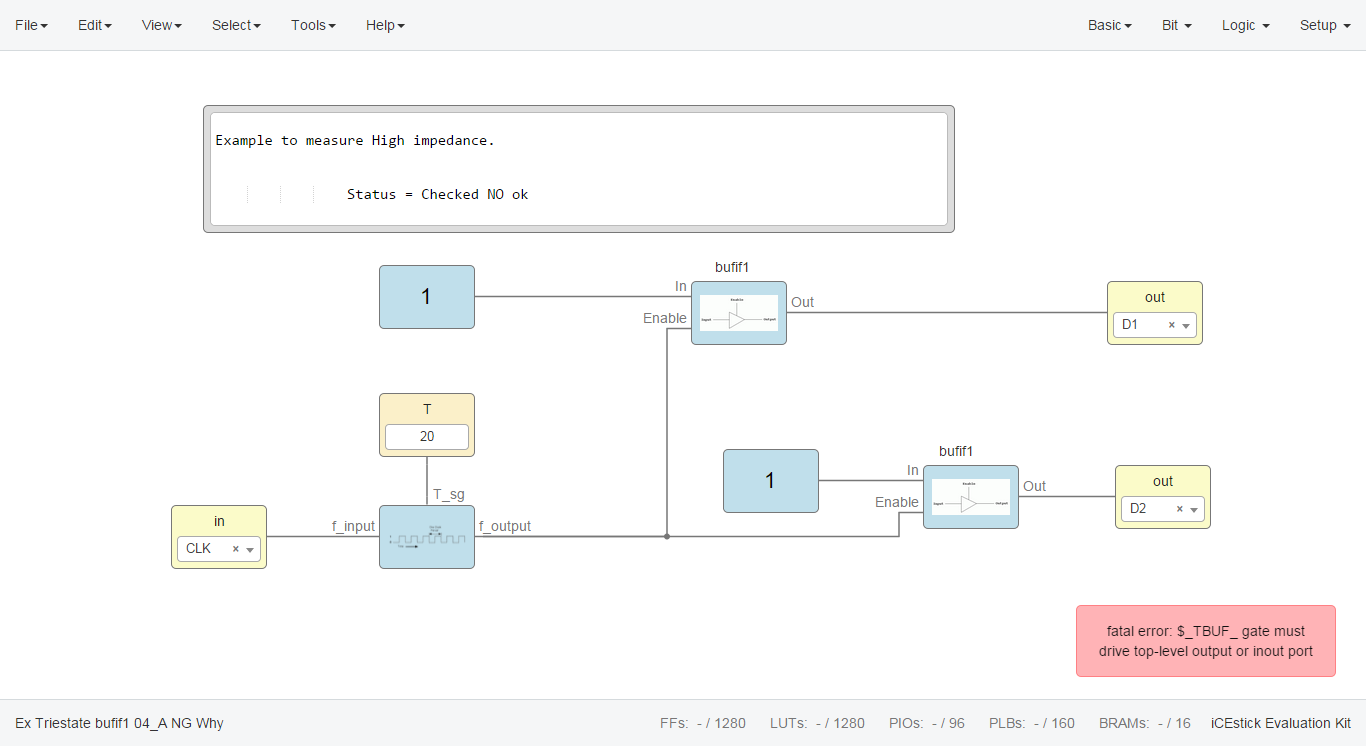 File Edit View Select Tools Help Basic Bit Logic Setup
Example to measure High impedance.
Status = Checked NO ok
bufif1
1
In
Enable
Out
out
D1 ×
T
20
T_sg
bufif1
1
In
Enable
Out
out
D2 ×
in
CLK ×
f_input
f_output
fatal error: $_TBUF_ gate must
drive top-level output or inout port
Ex Triestate bufif1 04_A NG Why FFs: - / 1280 LUTs: - / 1280 PIOs: - / 96 PLBs: - / 160 BRAMs: - / 16 iCEstick Evaluation Kit